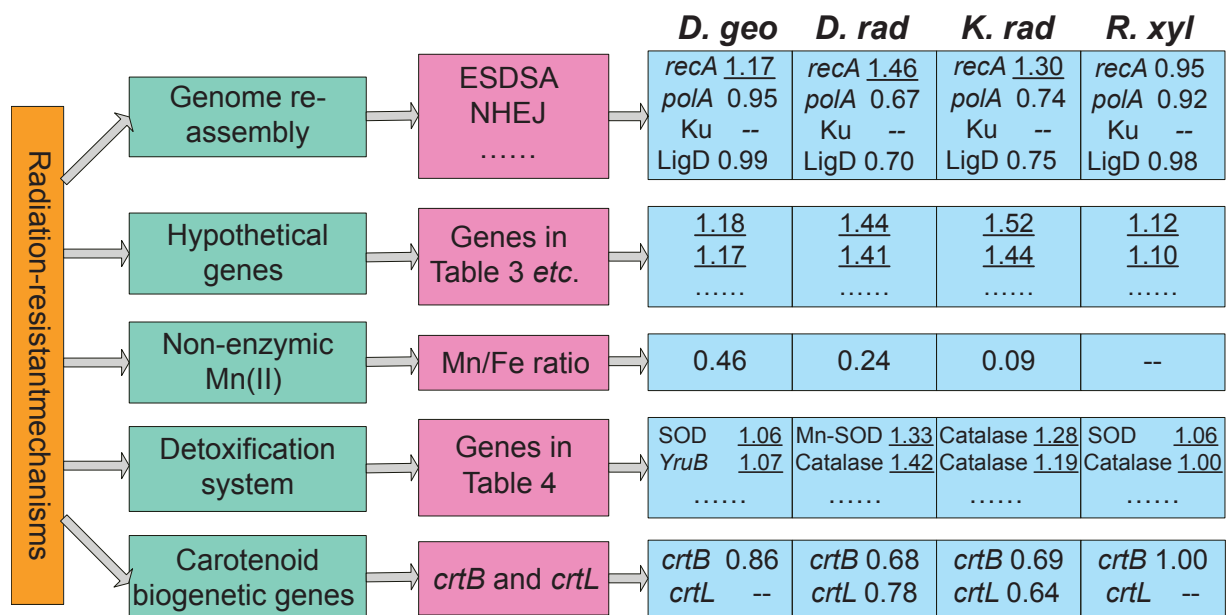 D. geo D. rad K. rad R. xyl
Radiation-resistantmechanisms
Genome re-
assembly
ESDSA
NHEJ
……
recA 1.17
polA 0.95
Ku --
LigD 0.99
recA 1.46
polA 0.67
Ku --
LigD 0.70
recA 1.30
polA 0.74
Ku --
LigD 0.75
recA 0.95
polA 0.92
Ku --
LigD 0.98
Hypothetical
genes
Genes in
Table 3 etc.
1.18
1.17
……
1.44
1.41
……
1.52
1.44
……
1.12
1.10
……
Non-enzymic
Mn(II)
Mn/Fe ratio
0.46
0.24
0.09
--
Detoxification
system
Genes in
Table 4
SOD 1.06
YruB 1.07
……
Mn-SOD 1.33
Catalase 1.42
……
Catalase 1.28
Catalase 1.19
……
SOD 1.06
Catalase 1.00
……
Carotenoid
biogenetic genes
crtB and crtL
crtB 0.86
crtL --
crtB 0.68
crtL 0.78
crtB 0.69
crtL 0.64
crtB 1.00
crtL --